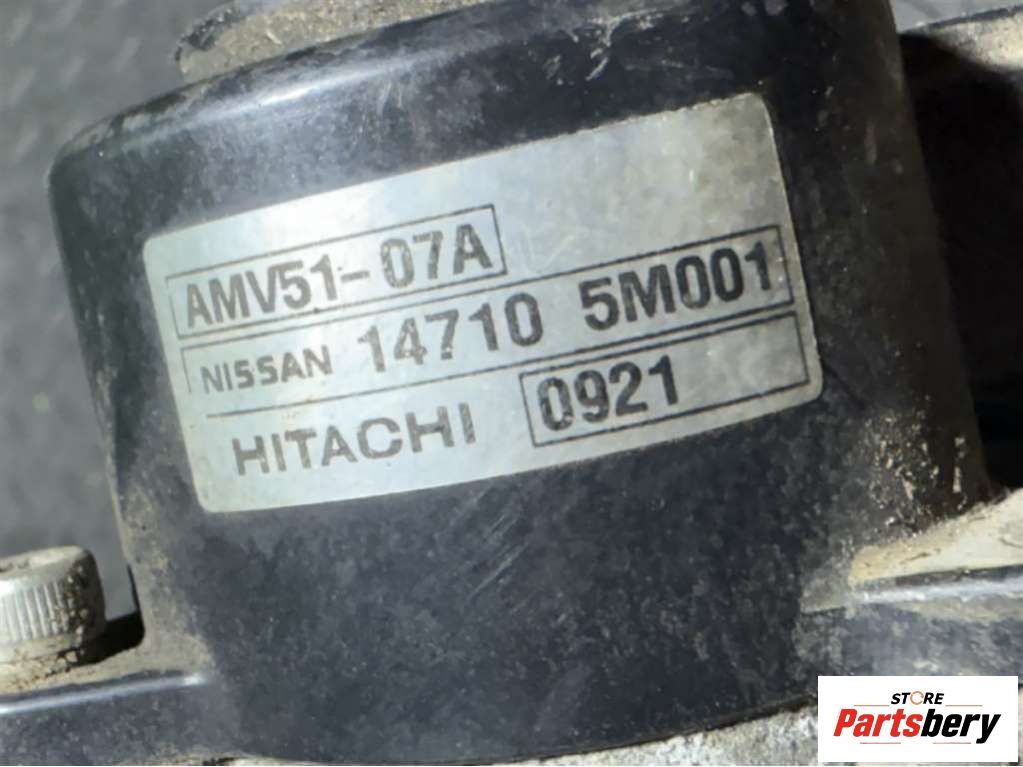 AMV51-07A
NISSAN 14710 5M001
HITACHI 0921
STORE
Partsbery